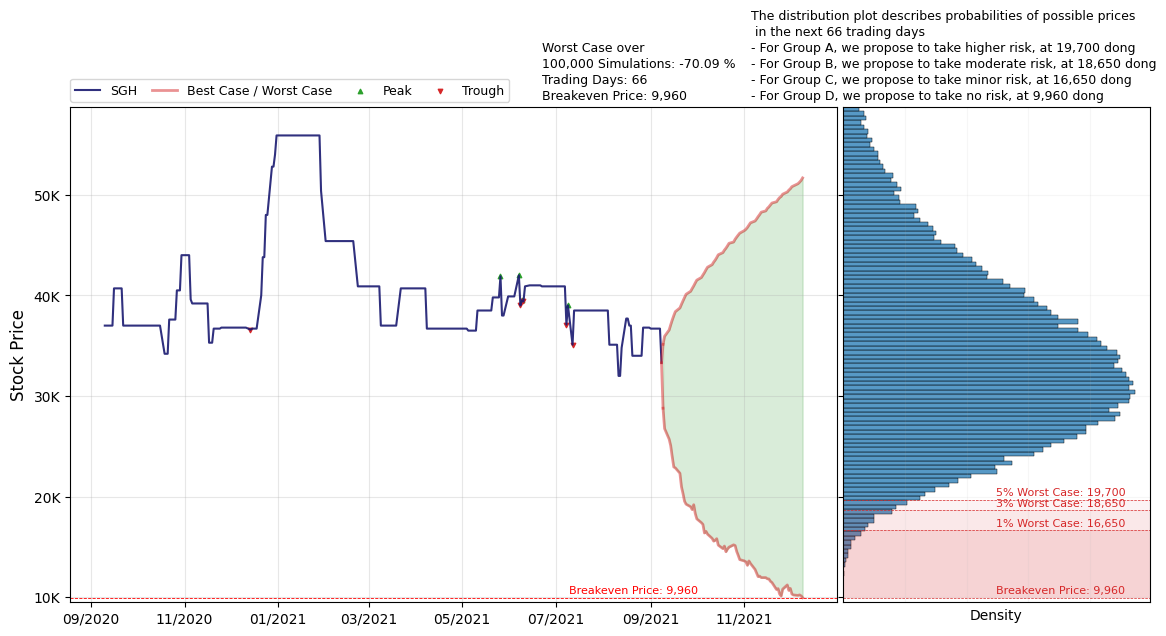 The distribution plot describes probabilities of possible prices
in the next 66 trading days
- For Group A, we propose to take higher risk, at 19,700 dong
- For Group B, we propose to take moderate risk, at 18,650 dong
- For Group C, we propose to take minor risk, at 16,650 dong
- For Group D, we propose to take no risk, at 9,960 dong
Worst Case over
100,000 Simulations: -70.09 %
Trading Days: 66
Breakeven Price: 9,960
SGH
Best Case / Worst Case
Peak
Trough
Stock Price
50K
40K
30K
20K
10K
Breakeven Price: 9,960
09/2020
11/2020
01/2021
03/2021
05/2021
07/2021
09/2021
11/2021
5% Worst Case: 19,700
3% Worst Case: 18,650
1% Worst Case: 16,650
Breakeven Price: 9,960
Density